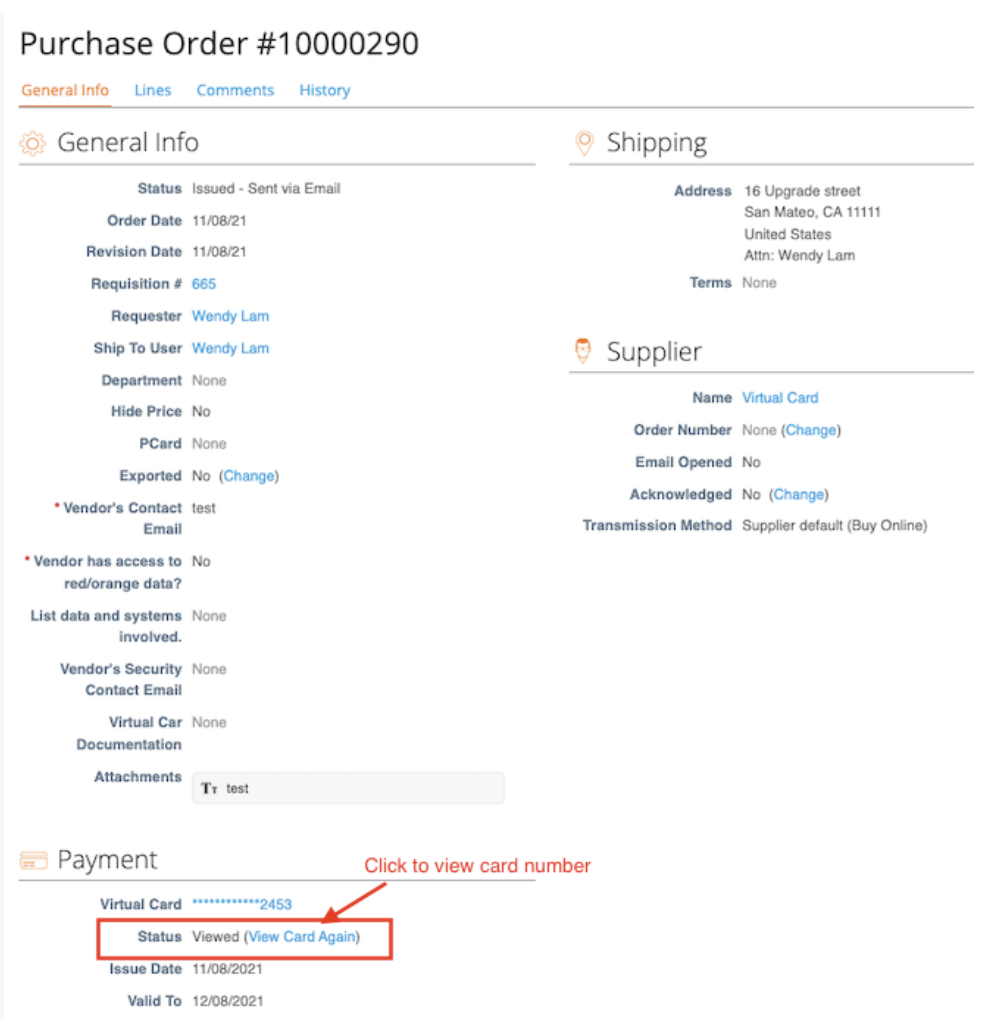 Purchase Order #10000290
General Info Lines Comments History
General Info
Status Issued - Sent via Email
Order Date 11/08/21
Revision Date 11/08/21
Requisition # 665
Requester Wendy Lam
Ship To User Wendy Lam
Department None
Hide Price No
PCard None
Exported No (Change)
* Vendor's Contact test
Email
* Vendor has access to No
red/orange data?
List data and systems None
involved.
Vendor's Security None
Contact Email
Virtual Car None
Documentation
Attachments
TT test
Shipping
Address 16 Upgrade street
San Mateo, CA 11111
United States
Attn: Wendy Lam
Terms None
Supplier
Name Virtual Card
Order Number None (Change)
Email Opened No
Acknowledged No (Change)
Transmission Method Supplier default (Buy Online)
Payment
Click to view card number
Virtual Card ************2453
Status Viewed (View Card Again)
Issue Date 11/08/2021
Valid To 12/08/2021